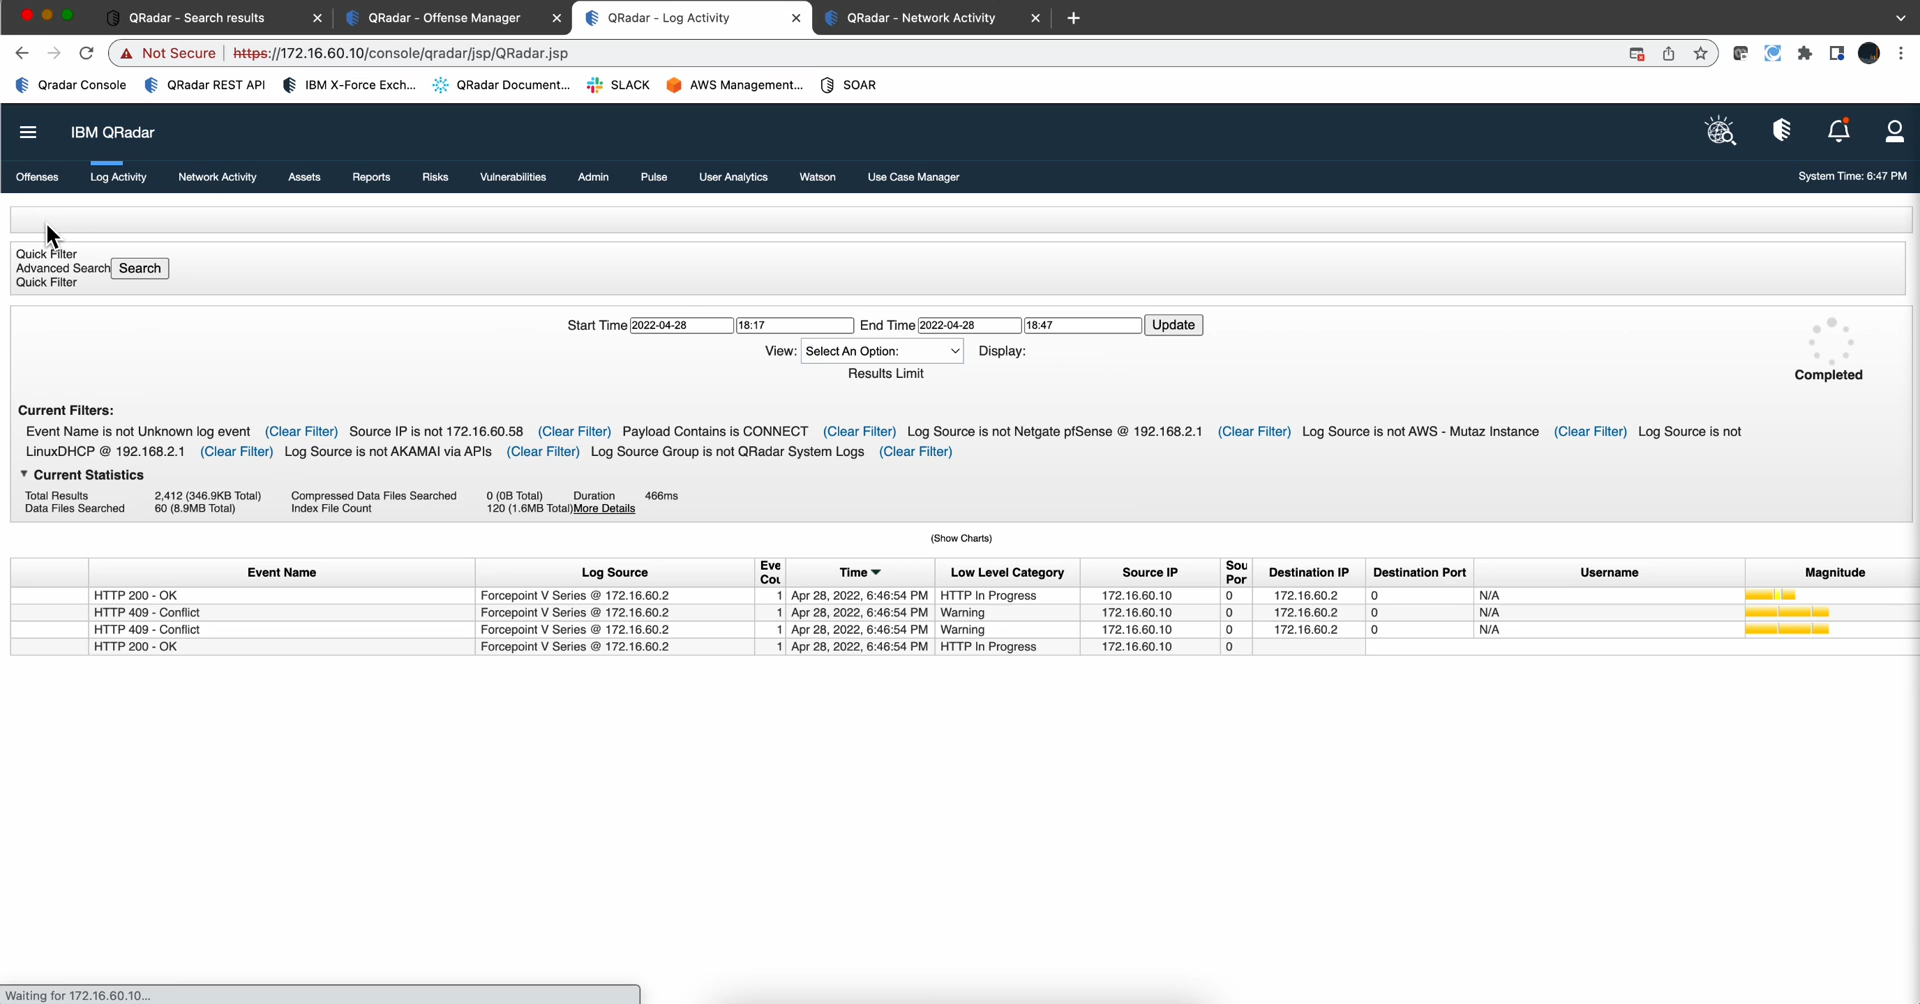 QRadar - Search results
QRadar - Offense Manager
QRadar - Log Activity
QRadar - Network Activity
Not Secure https://172.16.60.10/console/qradar/jsp/QRadar.jsp
Qradar Console QRadar REST API IBM X-Force Exch... QRadar Document... SLACK AWS Management... SOAR
IBM QRadar
Offenses Log Activity Network Activity Assets Reports Risks Vulnerabilities Admin Pulse User Analytics Watson Use Case Manager System Time: 6:47 PM
Quick Filter
Advanced Search Search
Quick Filter
Start Time 2022-04-28 18:17 End Time 2022-04-28 18:47 Update
View: Select An Option: Display:
Results Limit
Completed
Current Filters:
Event Name is not Unknown log event (Clear Filter) Source IP is not 172.16.60.58 (Clear Filter) Payload Contains is CONNECT (Clear Filter) Log Source is not Netgate pfSense @ 192.168.2.1 (Clear Filter) Log Source is not AWS - Mutaz Instance (Clear Filter) Log Source is not
LinuxDHCP @ 192.168.2.1 (Clear Filter) Log Source is not AKAMAI via APIs (Clear Filter) Log Source Group is not QRadar System Logs (Clear Filter)
Current Statistics
Total Results 2,412 (346.9KB Total) Compressed Data Files Searched 0 (0B Total) Duration 466ms
Data Files Searched 60 (8.9MB Total) Index File Count 120 (1.6MB Total) More Details
(Show Charts)
Event Name Log Source Eve Cou Time Low Level Category Source IP Sou Por Destination IP Destination Port Username Magnitude
HTTP 200 - OK Forcepoint V Series @ 172.16.60.2 1 Apr 28, 2022, 6:46:54 PM HTTP In Progress 172.16.60.10 0 172.16.60.2 0 N/A
HTTP 409 - Conflict Forcepoint V Series @ 172.16.60.2 1 Apr 28, 2022, 6:46:54 PM Warning 172.16.60.10 0 172.16.60.2 0 N/A
HTTP 409 - Conflict Forcepoint V Series @ 172.16.60.2 1 Apr 28, 2022, 6:46:54 PM Warning 172.16.60.10 0 172.16.60.2 0 N/A
HTTP 200 - OK Forcepoint V Series @ 172.16.60.2 1 Apr 28, 2022, 6:46:54 PM HTTP In Progress 172.16.60.10 0
Waiting for 172.16.60.10...